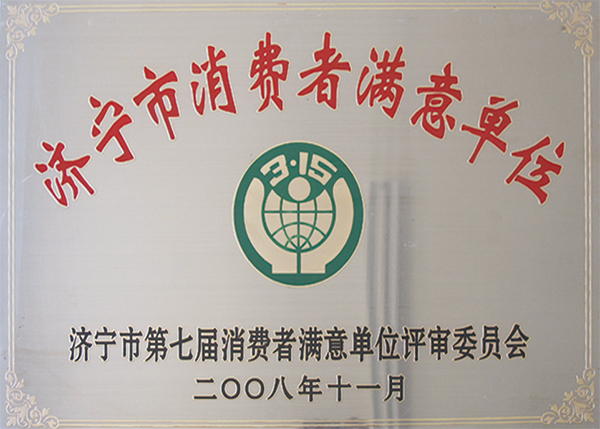 济宁市消费者满意单位
3·15
济宁市第七届消费者满意单位评审委员会
二〇〇八年十一月